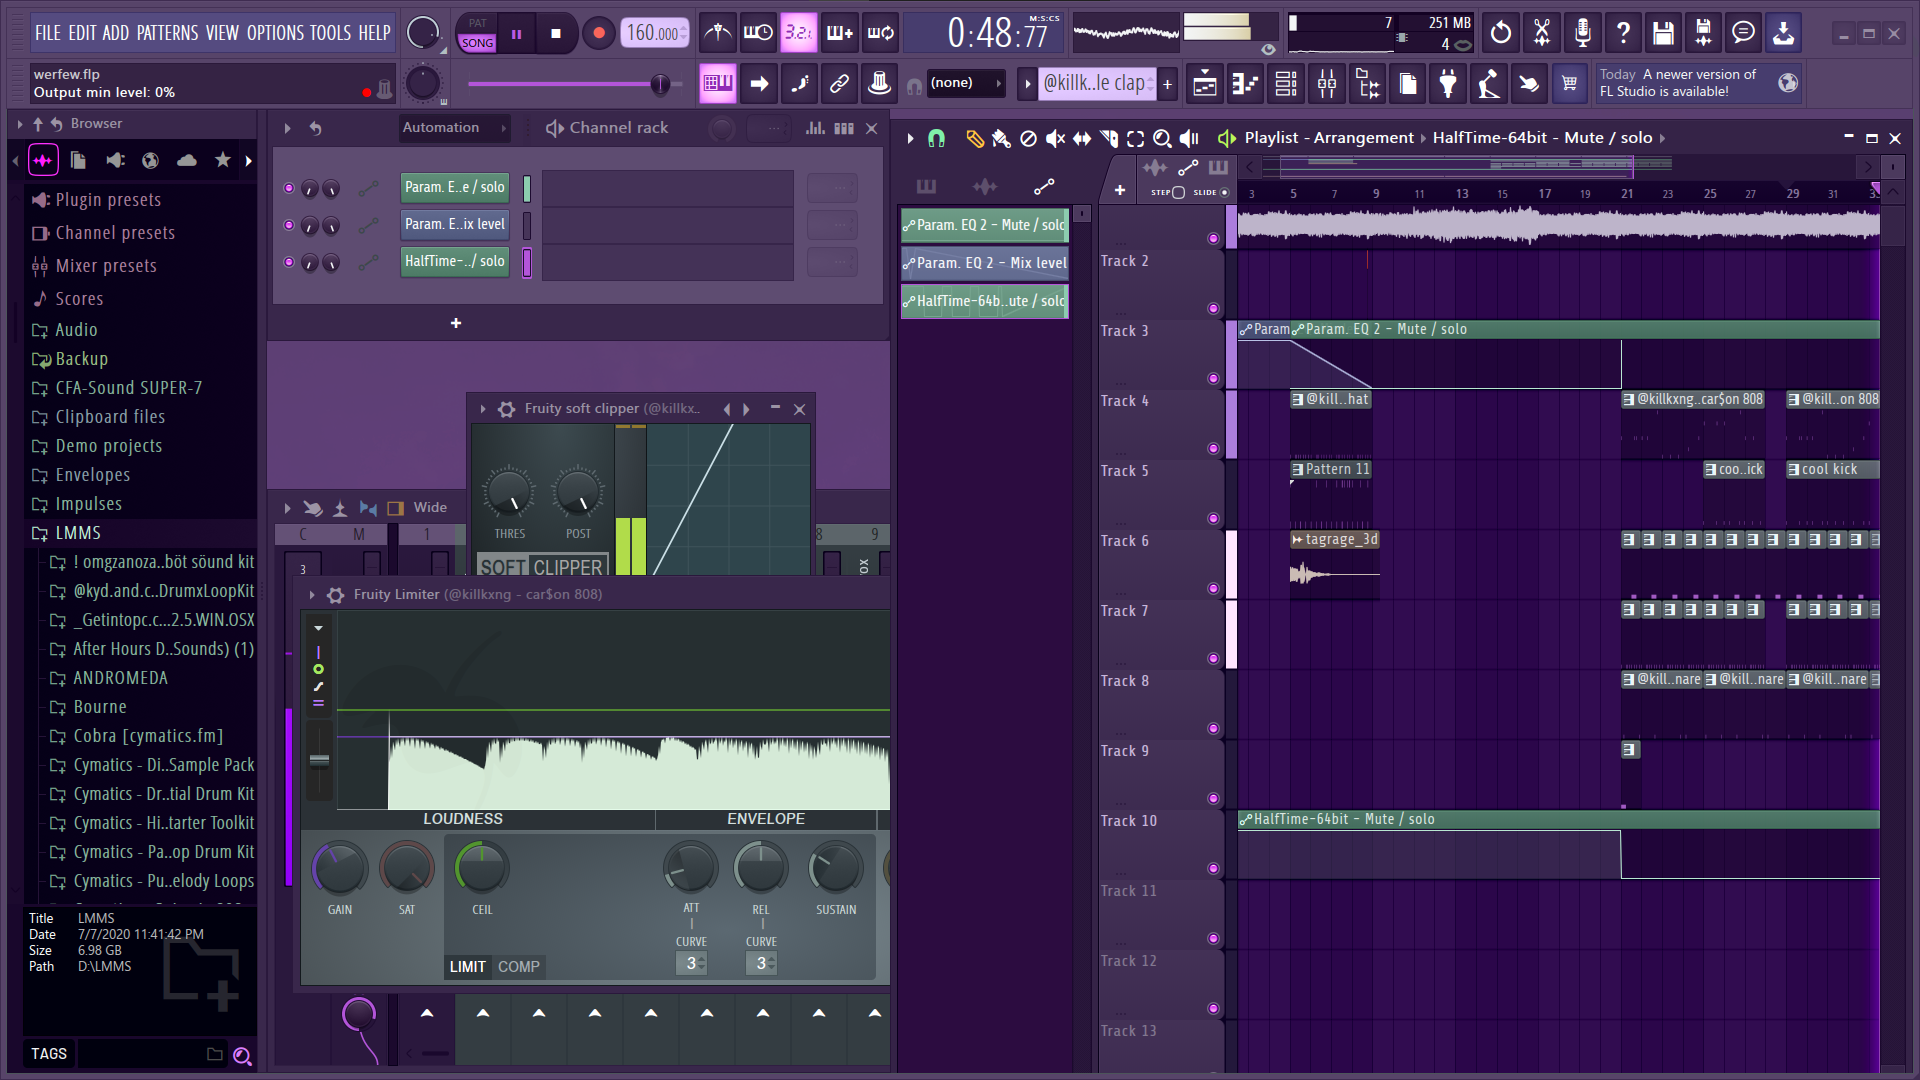 FILE EDIT ADD PATTERNS VIEW OPTIONS TOOLS HELP
PAT
SONG
160.000
3.2.1
0:48:77
M:S:CS
7
251 MB
4
werfew.flp
Output min level: 0%
(none)
@killk..le clap
Today A newer version of
FL Studio is available!
Browser
Plugin presets
Channel presets
Mixer presets
Scores
Audio
Backup
CFA-Sound SUPER-7
Clipboard files
Demo projects
Envelopes
Impulses
LMMS
! omgzanoza..böt söund kit
@kyd.and.c..DrumxLoopKit
_Getintopc.c...2.5.WIN.OSX
After Hours D..Sounds) (1)
ANDROMEDA
Bourne
Cobra [cymatics.fm]
Cymatics - Di..Sample Pack
Cymatics - Dr..tial Drum Kit
Cymatics - Hi..tarter Toolkit
Cymatics - Pa..op Drum Kit
Cymatics - Pu..elody Loops
Title LMMS
Date 7/7/2020 11:41:42 PM
Size 6.98 GB
Path D:\LMMS
TAGS
Automation
Channel rack
Param. E..e / solo
Param. E..ix level
HalfTime-../ solo
Fruity soft clipper (@killkx..
THRES
POST
SOFT CLIPPER
Wide
C M 1
8 9
3
Fruity Limiter (@killkxng - car$on 808)
LOUDNESS
ENVELOPE
GAIN
SAT
CEIL
ATT
REL
SUSTAIN
CURVE
CURVE
3
3
LIMIT COMP
Playlist - Arrangement
HalfTime-64bit - Mute / solo
STEP
SLIDE
3 5 7 9 11 13 15 17 19 21 23 25 27 29 31
Param. EQ 2 - Mute / solo
Param. EQ 2 - Mix level
HalfTime-64b..ute / solo
Track 2
Track 3
Param
Param. EQ 2 - Mute / solo
Track 4
@kill..hat
@killkxng..car$on 808
@kill..on 808
Track 5
Pattern 11
coo..ick
cool kick
Track 6
tagrage_3d
Track 7
Track 8
@kill..nare
@kill..nare
@kill..nare
Track 9
Track 10
HalfTime-64bit - Mute / solo
Track 11
Track 12
Track 13